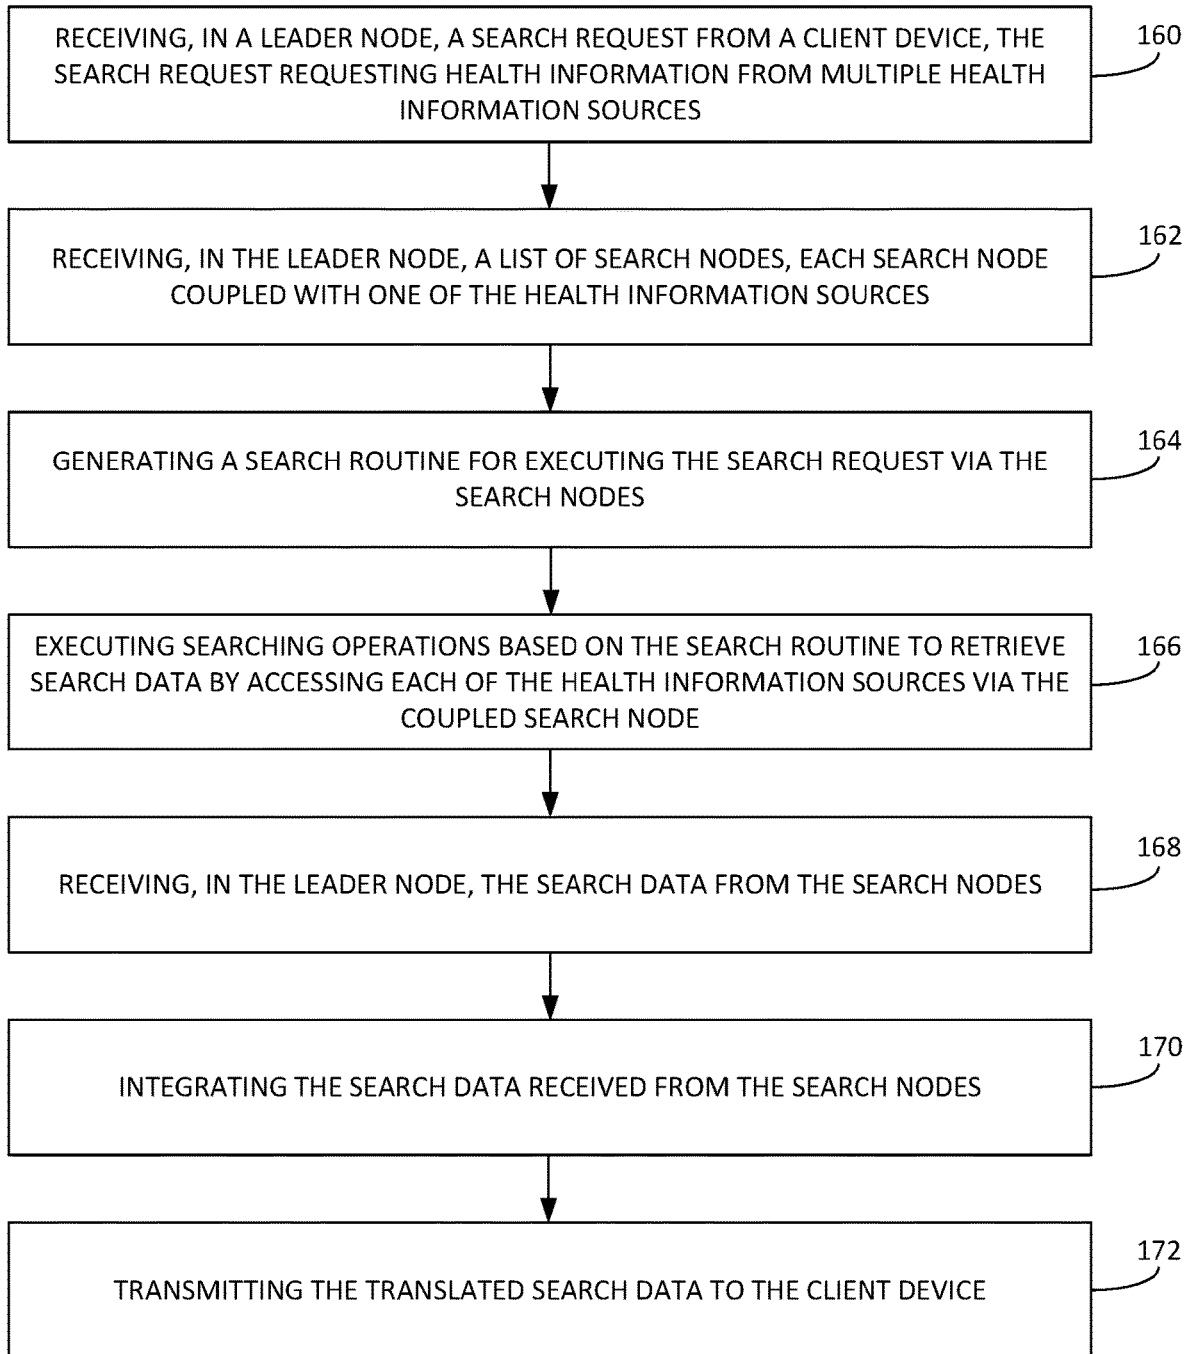 RECEIVING, IN A LEADER NODE, A SEARCH REQUEST FROM A CLIENT DEVICE, THE
SEARCH REQUEST REQUESTING HEALTH INFORMATION FROM MULTIPLE HEALTH
INFORMATION SOURCES
160
RECEIVING, IN THE LEADER NODE, A LIST OF SEARCH NODES, EACH SEARCH NODE
COUPLED WITH ONE OF THE HEALTH INFORMATION SOURCES
162
GENERATING A SEARCH ROUTINE FOR EXECUTING THE SEARCH REQUEST VIA THE
SEARCH NODES
164
EXECUTING SEARCHING OPERATIONS BASED ON THE SEARCH ROUTINE TO RETRIEVE
SEARCH DATA BY ACCESSING EACH OF THE HEALTH INFORMATION SOURCES VIA THE
COUPLED SEARCH NODE
166
RECEIVING, IN THE LEADER NODE, THE SEARCH DATA FROM THE SEARCH NODES
168
INTEGRATING THE SEARCH DATA RECEIVED FROM THE SEARCH NODES
170
TRANSMITTING THE TRANSLATED SEARCH DATA TO THE CLIENT DEVICE
172